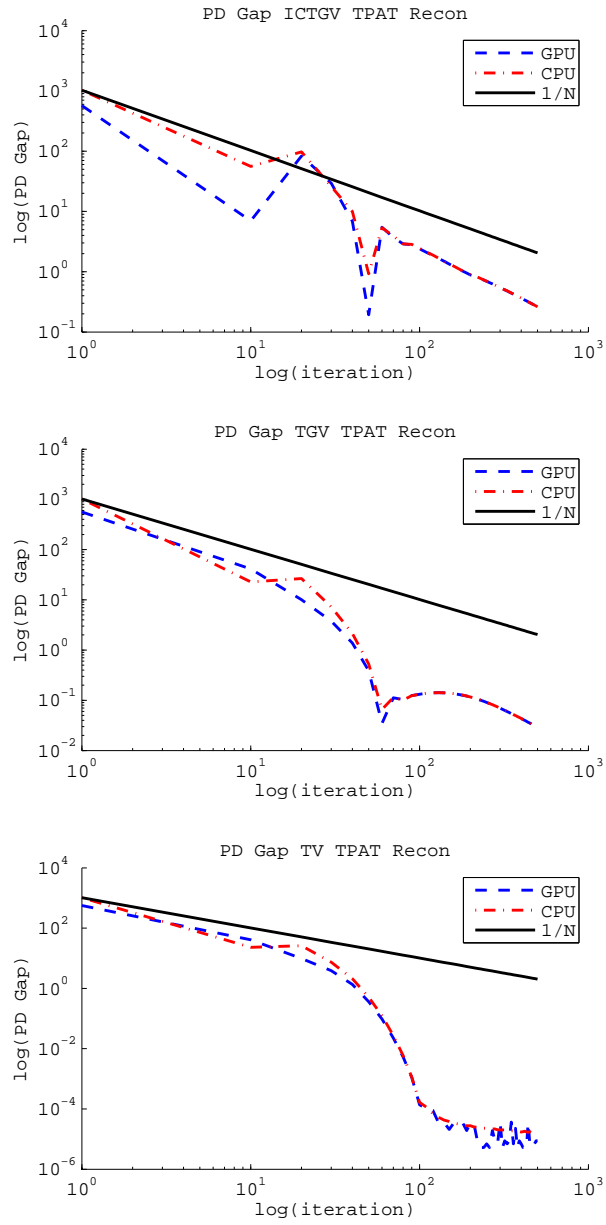 PD Gap ICTGV TPAT Recon
10^4
10^3
10^2
10^1
10^0
10^-1
log(PD Gap)
GPU
CPU
1/N
10^0 10^1 10^2 10^3
log(iteration)
PD Gap TGV TPAT Recon
10^4
10^3
10^2
10^1
10^0
10^-1
10^-2
log(PD Gap)
GPU
CPU
1/N
10^0 10^1 10^2 10^3
log(iteration)
PD Gap TV TPAT Recon
10^4
10^2
10^0
10^-2
10^-4
10^-6
log(PD Gap)
GPU
CPU
1/N
10^0 10^1 10^2 10^3
log(iteration)